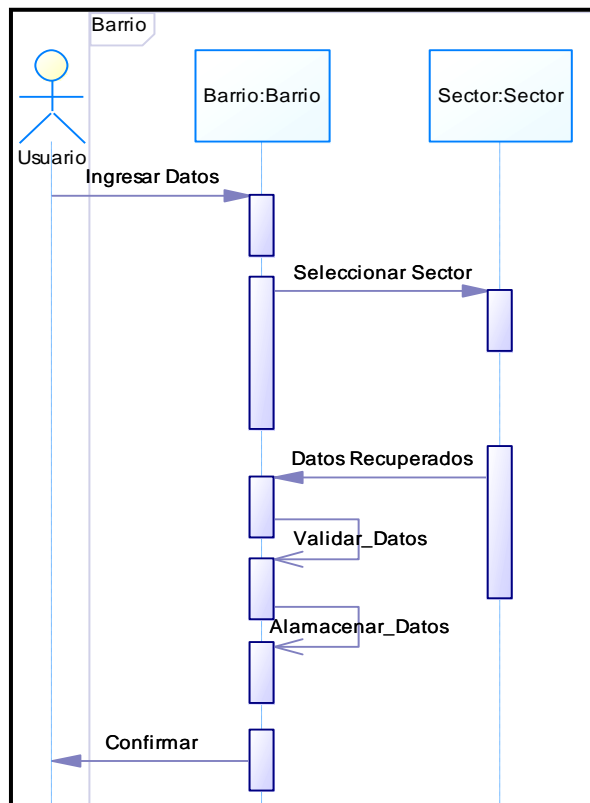 Barrio
Barrio:Barrio
Sector:Sector
Usuario
Ingresar Datos
Seleccionar Sector
Datos Recuperados
Validar_Datos
Alamacenar_Datos
Confirmar